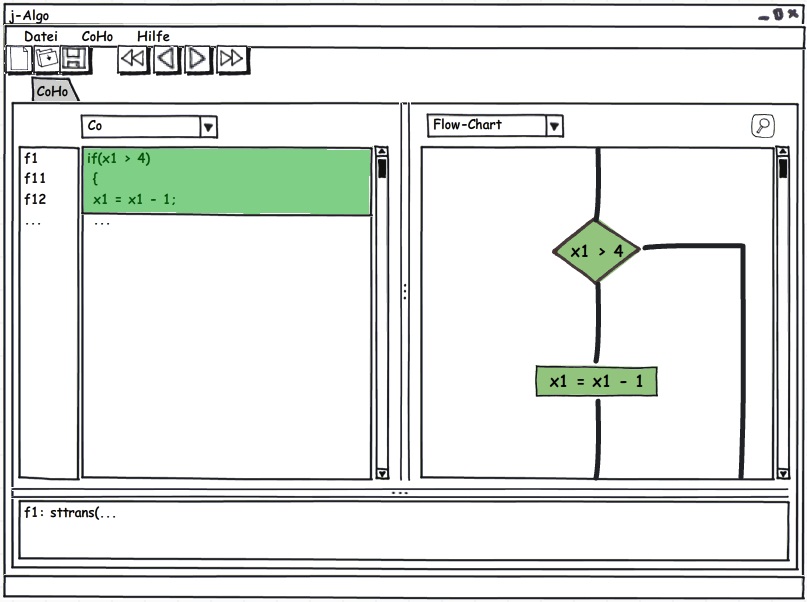 j-Algo
Datei CoHo Hilfe
CoHo
Co
Flow-Chart
f1 if(x1 > 4)
f11 {
f12 x1 = x1 - 1;
... ...
x1 > 4
x1 = x1 - 1
f1: sttrans(...